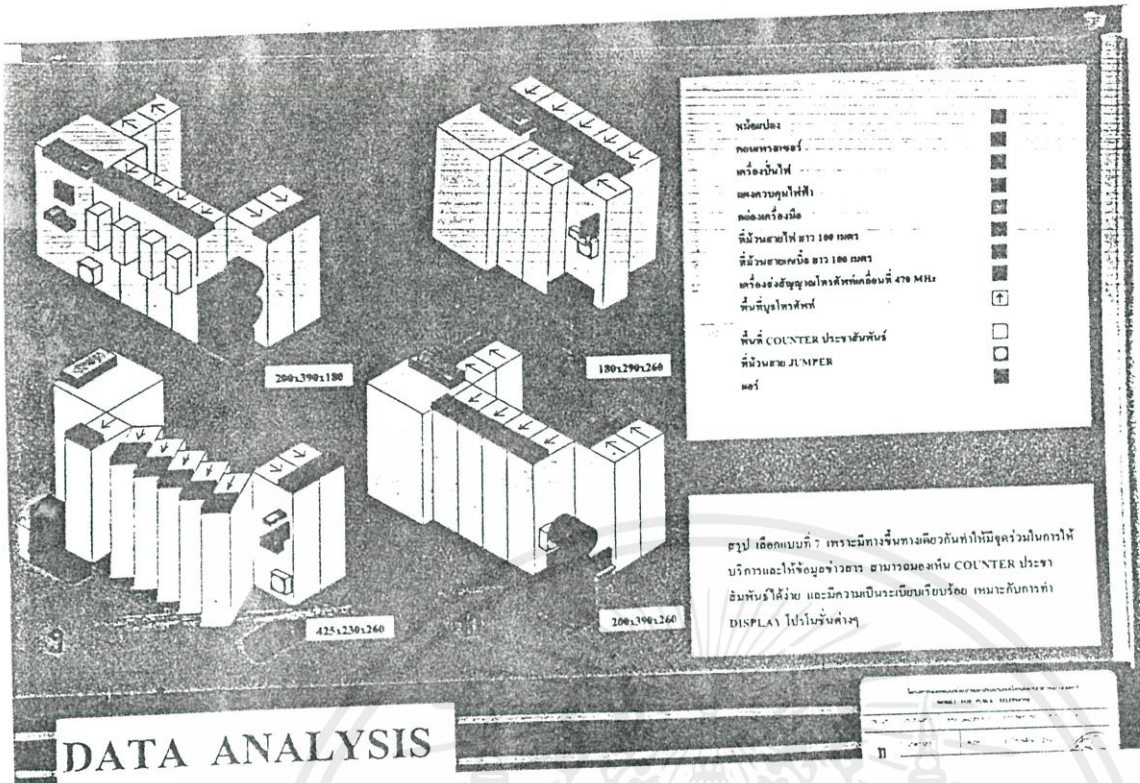 หม้อแปลง
คอมเพรสเซอร์
เครื่องปั่นไฟ
แผงควบคุมไฟฟ้า
กล่องเครื่องมือ
ที่ม้วนสายไฟ ยาว 100 เมตร
ที่ม้วนสายเคเบิ้ล ยาว 100 เมตร
เครื่องส่งสัญญาณโทรศัพท์เคลื่อนที่ 470 MHz
พื้นที่บูธโทรศัพท์
พื้นที่ COUNTER ประชาสัมพันธ์
ที่ม้วนสาย JUMPER
แอร์
200x390x180
180x290x260
425x230x260
200x390x260
สรุป เลือกแบบที่ 7 เพราะมีทางขึ้นทางเดียวกันทำให้มีจุดร่วมในการให้
บริการและให้ข้อมูลข่าวสาร สามารถมองเห็น COUNTER ประชา
สัมพันธ์ได้ง่าย และมีความเป็นระเบียบเรียบร้อย เหมาะกับการทำ
DISPLAY โปรโมชั่นต่างๆ
DATA ANALYSIS
MOBILE FOR PUBLIC TELEPHONE